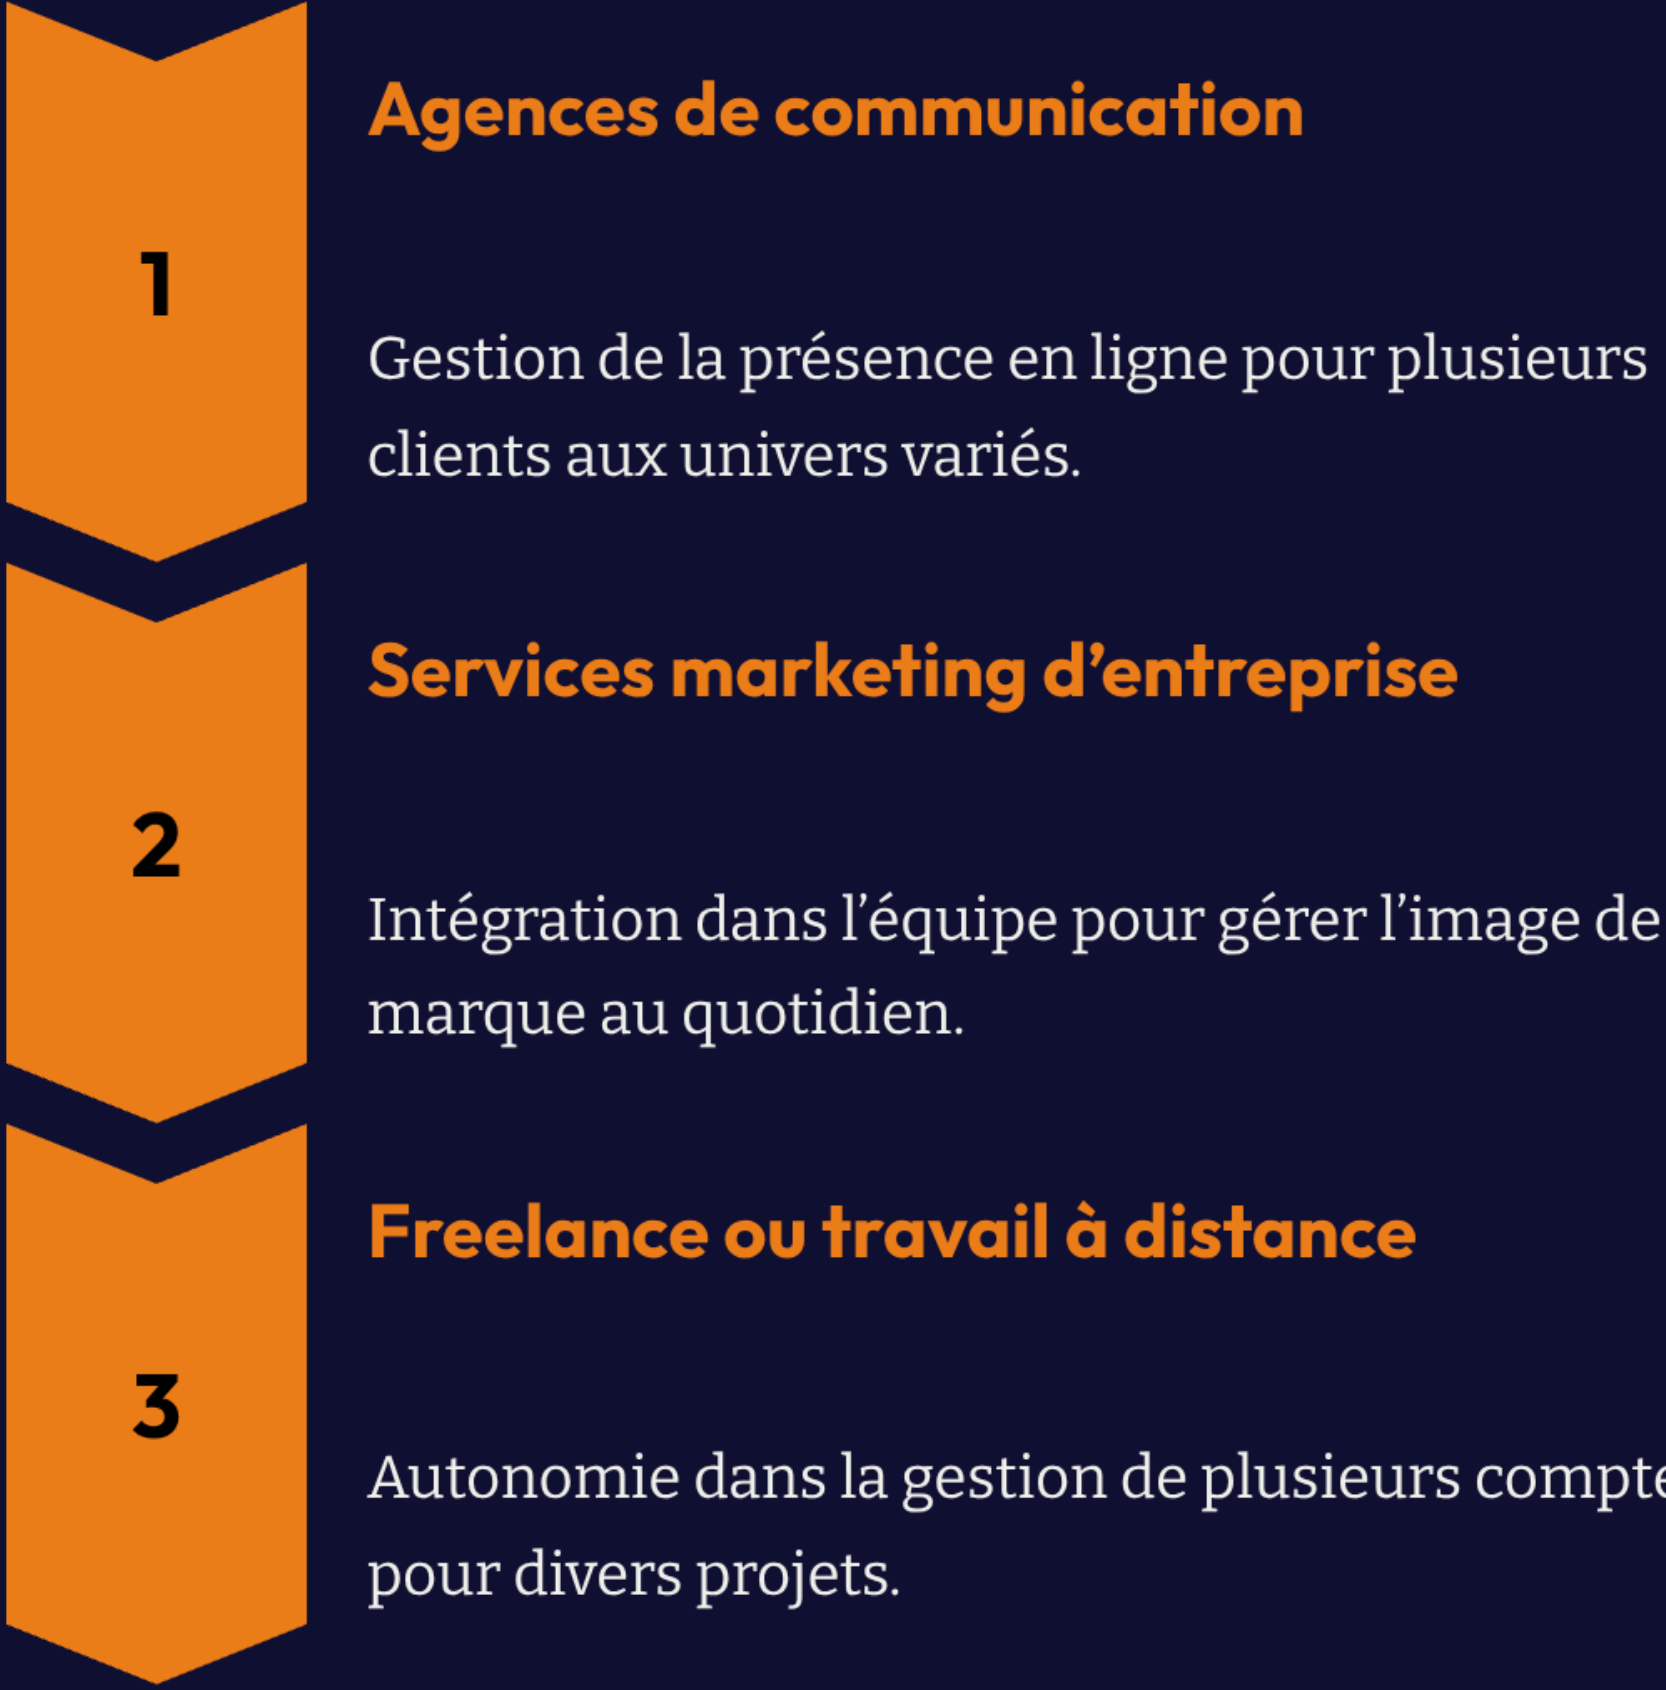 Agences de communication
1
Gestion de la présence en ligne pour plusieurs
clients aux univers variés.
Services marketing d’entreprise
2
Intégration dans l’équipe pour gérer l’image de
marque au quotidien.
Freelance ou travail à distance
3
Autonomie dans la gestion de plusieurs compte
pour divers projets.